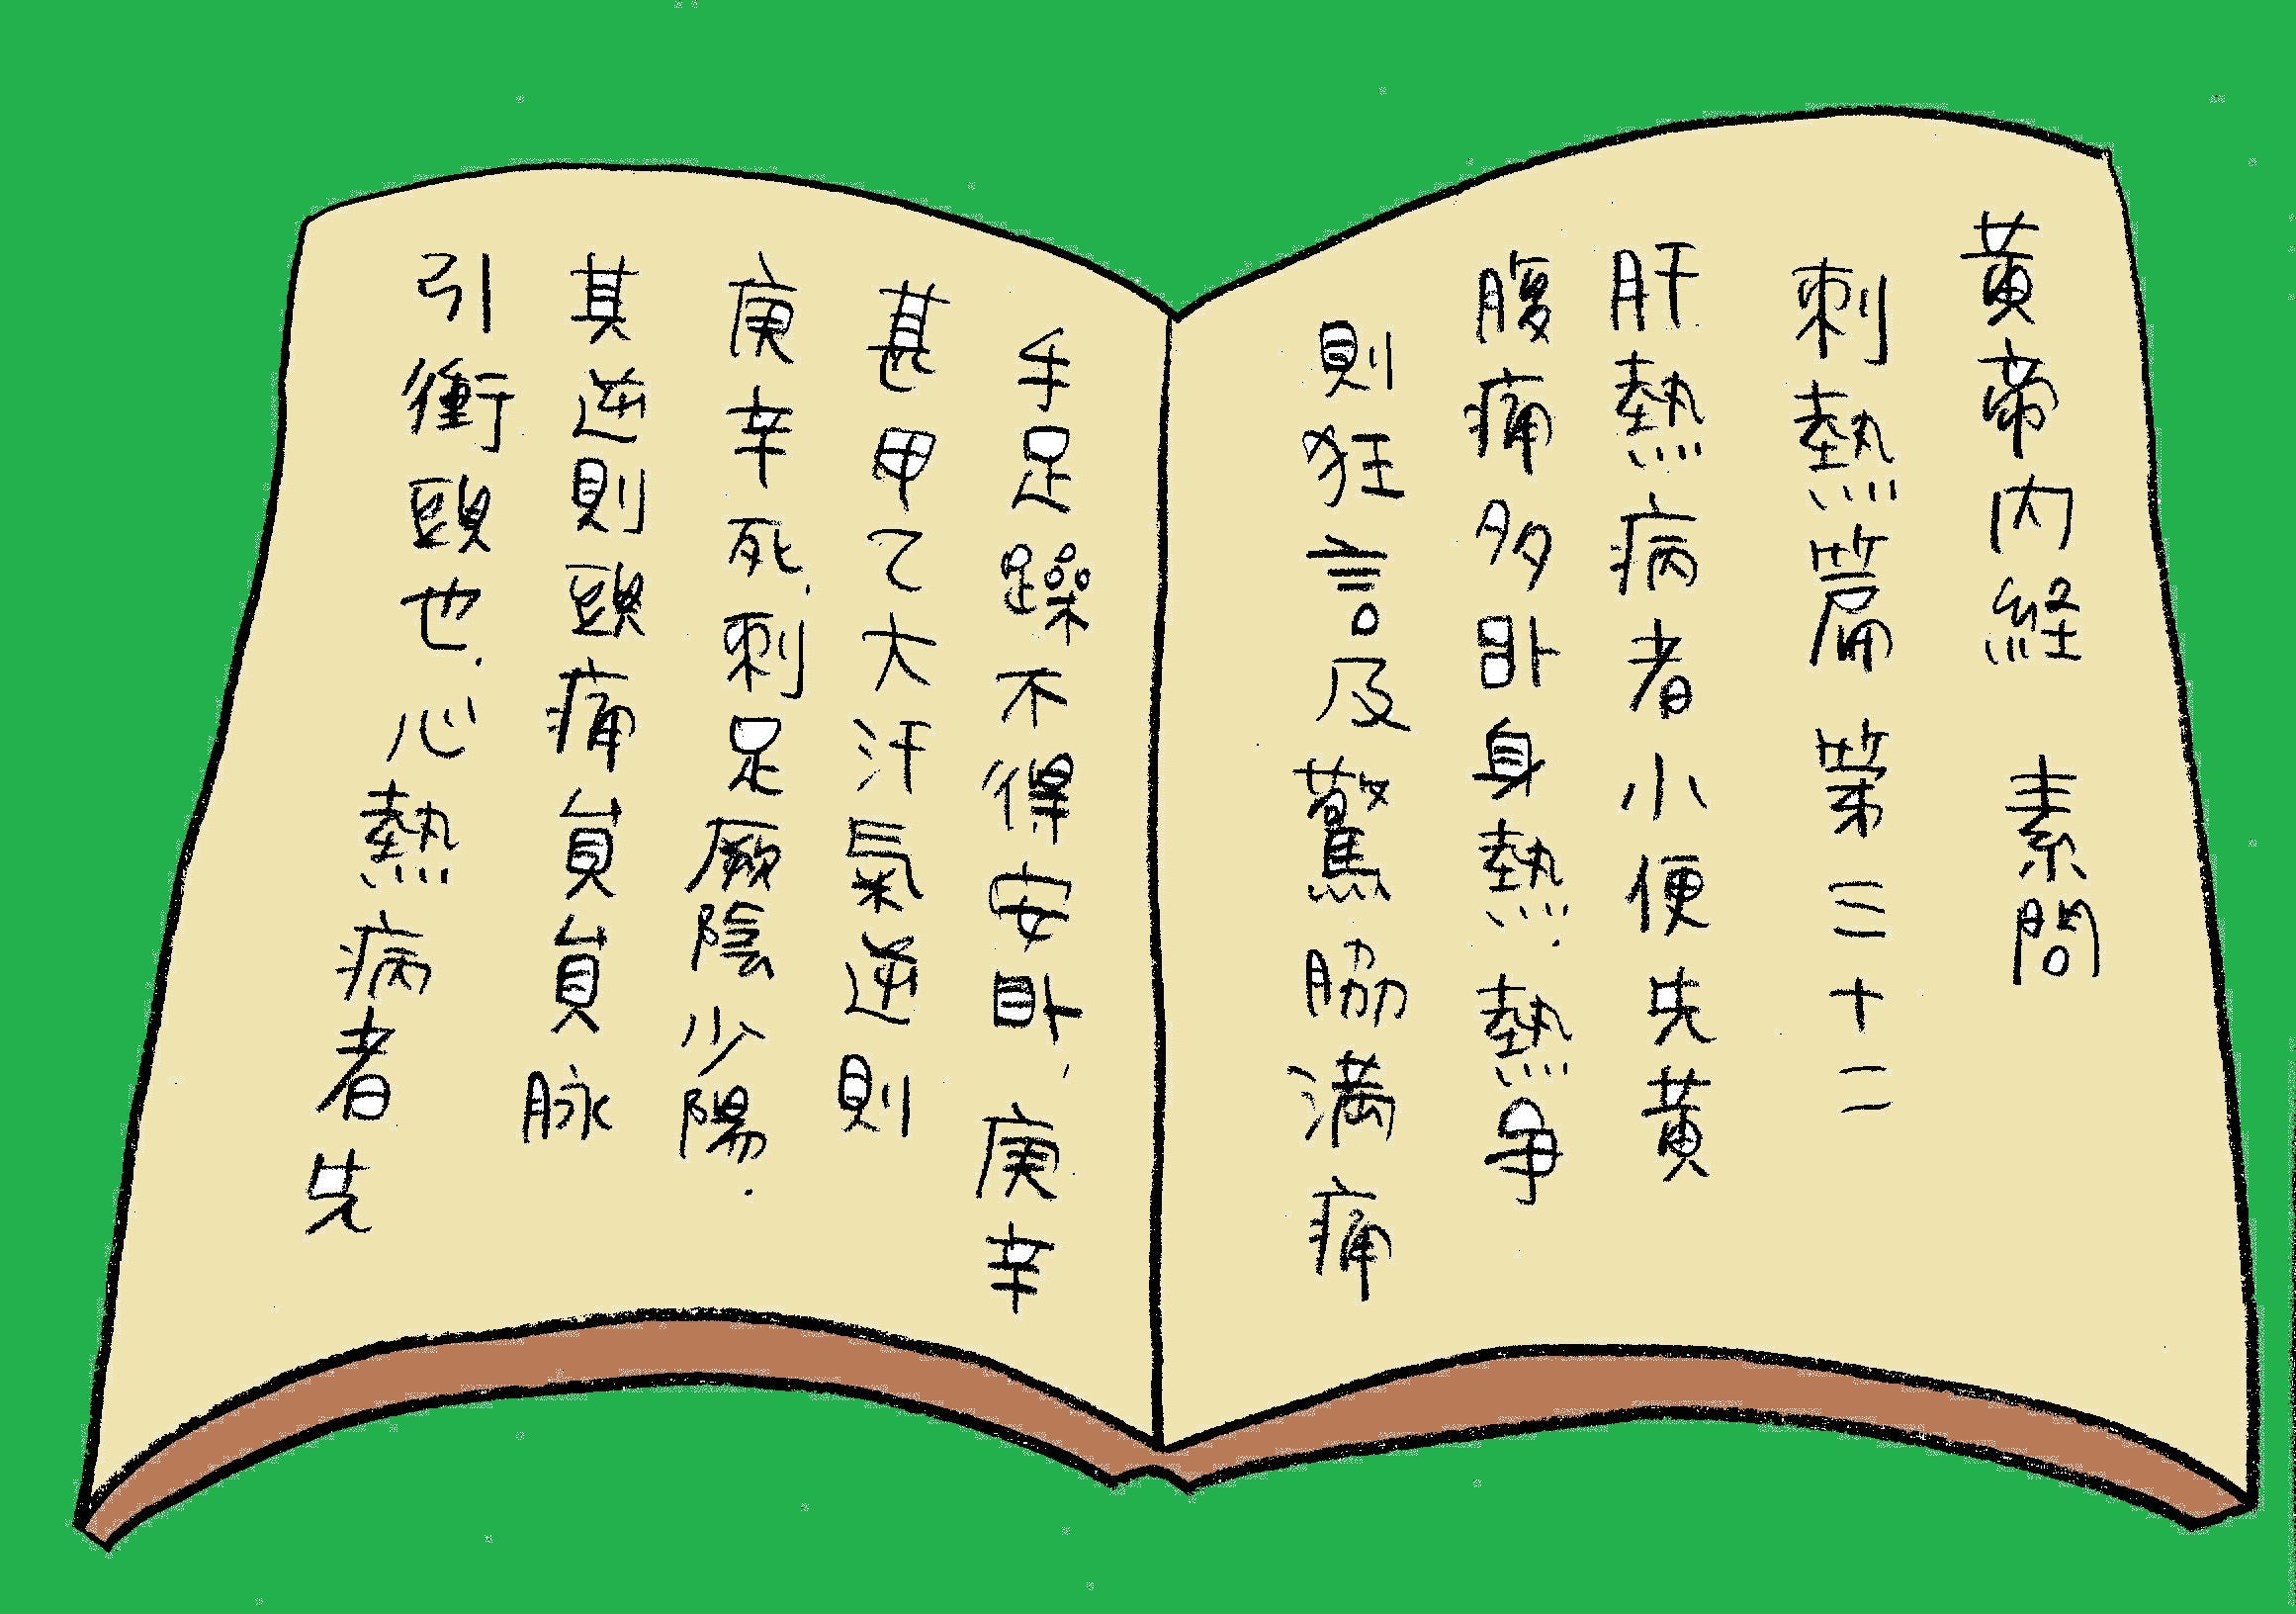 黄帝内経 素問
刺熱篇 第三十二
肝熱病者小便先黄
腹痛多臥身熱.熱争
則狂言及驚脇満痛
手足躁不得安臥、庚辛
甚甲乙大汗氣逆則
庚辛死.刺足厥陰少陽.
其逆則頭痛員員脉
引衝頭也.心熱病者先